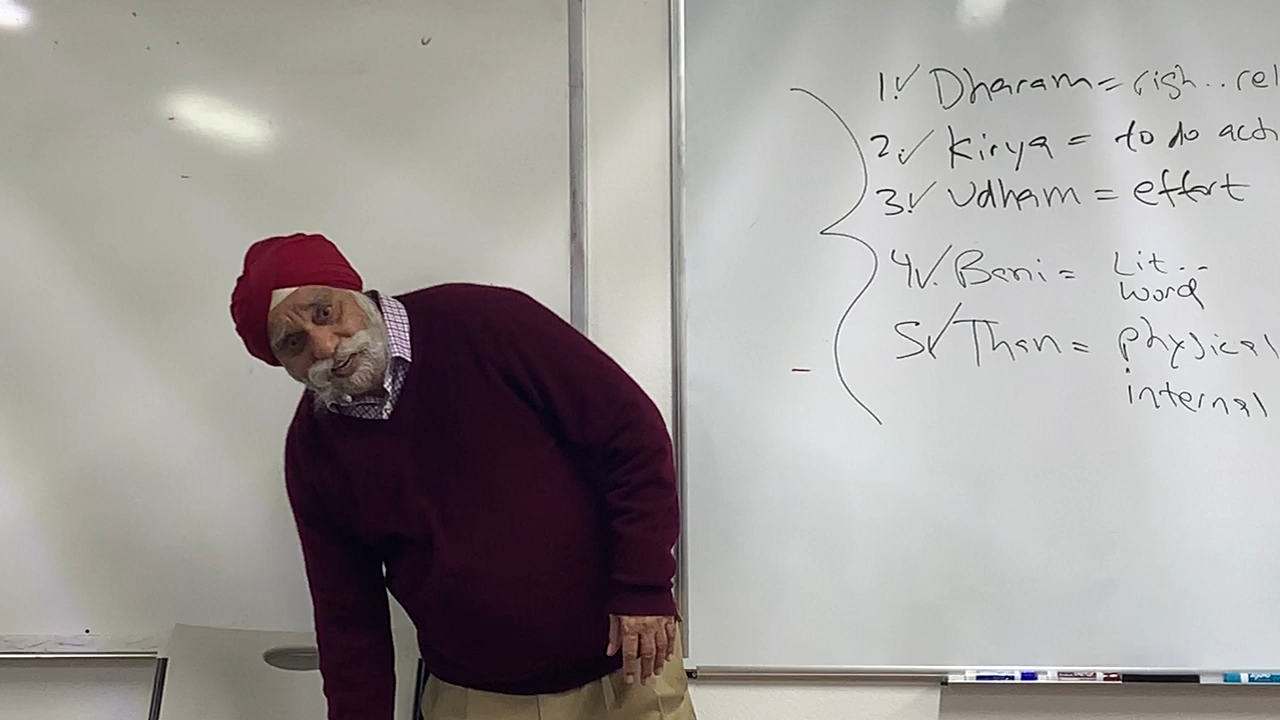 1.✓ Dharam = righ.. rel
2.✓ Kirya = to do acti
3.✓ Udham = effort
4✓. Bani = Lit..
word
5✓ Than = physical
internal